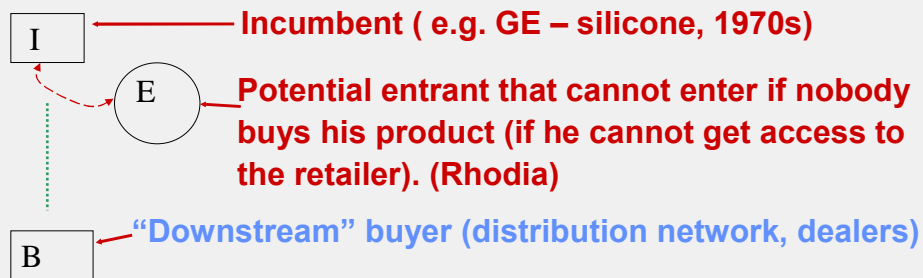 Incumbent ( e.g. GE – silicone, 1970s)
I
E
Potential entrant that cannot enter if nobody
buys his product (if he cannot get access to
the retailer). (Rhodia)
“Downstream” buyer (distribution network, dealers)
B